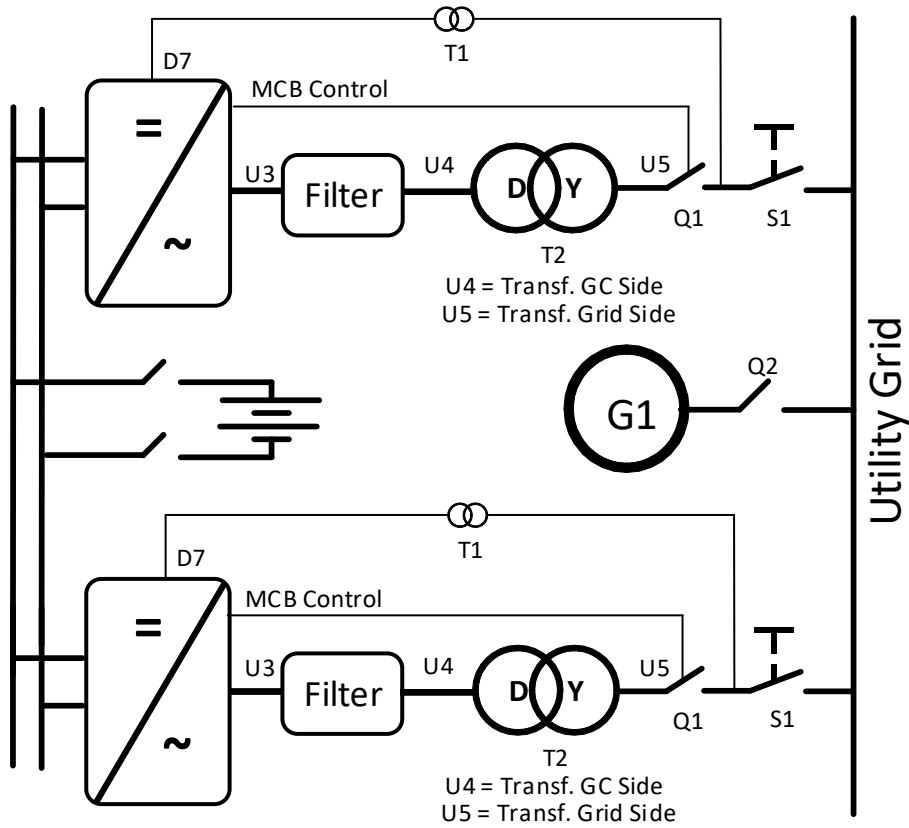 T1
D7
MCB Control
=
~
U3
Filter
U4
D Y
U5
Q1
S1
T2
U4 = Transf. GC Side
U5 = Transf. Grid Side
G1
Q2
Utility Grid
T1
D7
MCB Control
=
~
U3
Filter
U4
D Y
U5
Q1
S1
T2
U4 = Transf. GC Side
U5 = Transf. Grid Side